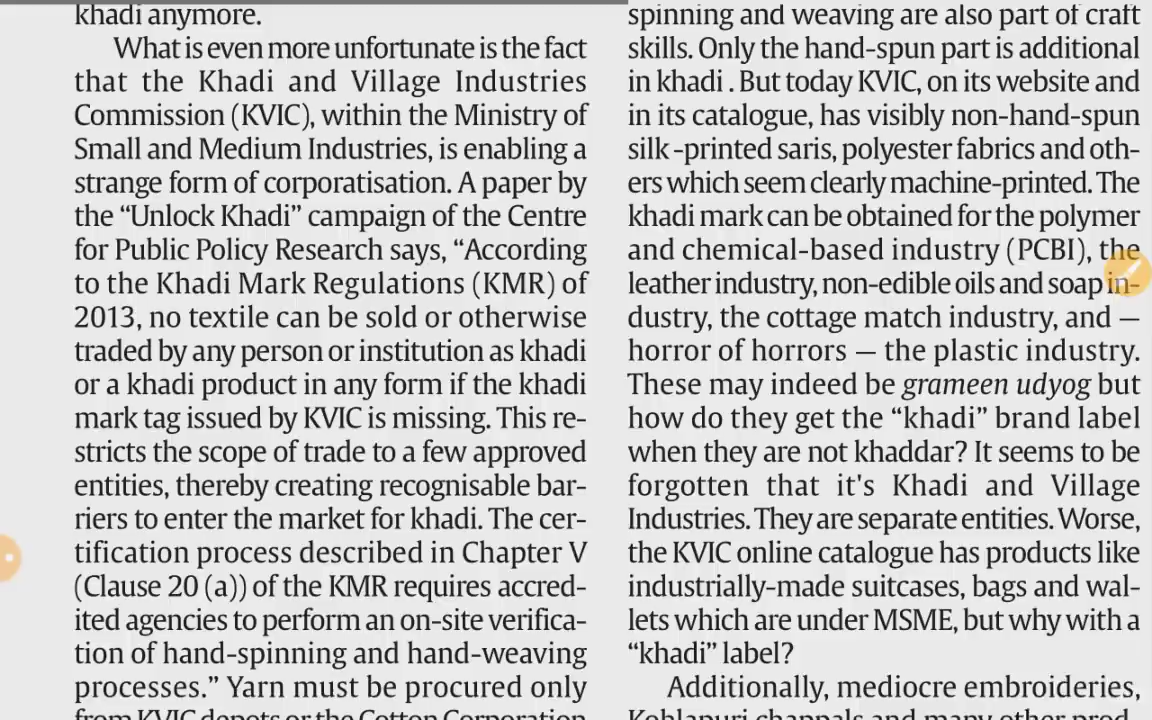 khadi anymore.
What is even more unfortunate is the fact
that the Khadi and Village Industries
Commission (KVIC), within the Ministry of
Small and Medium Industries, is enabling a
strange form of corporatisation. A paper by
the “Unlock Khadi” campaign of the Centre
for Public Policy Research says, “According
to the Khadi Mark Regulations (KMR) of
2013, no textile can be sold or otherwise
traded by any person or institution as khadi
or a khadi product in any form if the khadi
mark tag issued by KVIC is missing. This re-
stricts the scope of trade to a few approved
entities, thereby creating recognisable bar-
riers to enter the market for khadi. The cer-
tification process described in Chapter V
(Clause 20 (a)) of the KMR requires accred-
ited agencies to perform an on-site verifica-
tion of hand-spinning and hand-weaving
processes.” Yarn must be procured only
from KVIC depots or the Cotton Corporation
spinning and weaving are also part of craft
skills. Only the hand-spun part is additional
in khadi . But today KVIC, on its website and
in its catalogue, has visibly non-hand-spun
silk -printed saris, polyester fabrics and oth-
ers which seem clearly machine-printed. The
khadi mark can be obtained for the polymer
and chemical-based industry (PCBI), the
leather industry, non-edible oils and soap in-
dustry, the cottage match industry, and —
horror of horrors — the plastic industry.
These may indeed be grameen udyog but
how do they get the “khadi” brand label
when they are not khaddar? It seems to be
forgotten that it's Khadi and Village
Industries. They are separate entities. Worse,
the KVIC online catalogue has products like
industrially-made suitcases, bags and wal-
lets which are under MSME, but why with a
“khadi” label?
Additionally, mediocre embroideries,
Kohlapuri chappals and many other prod-